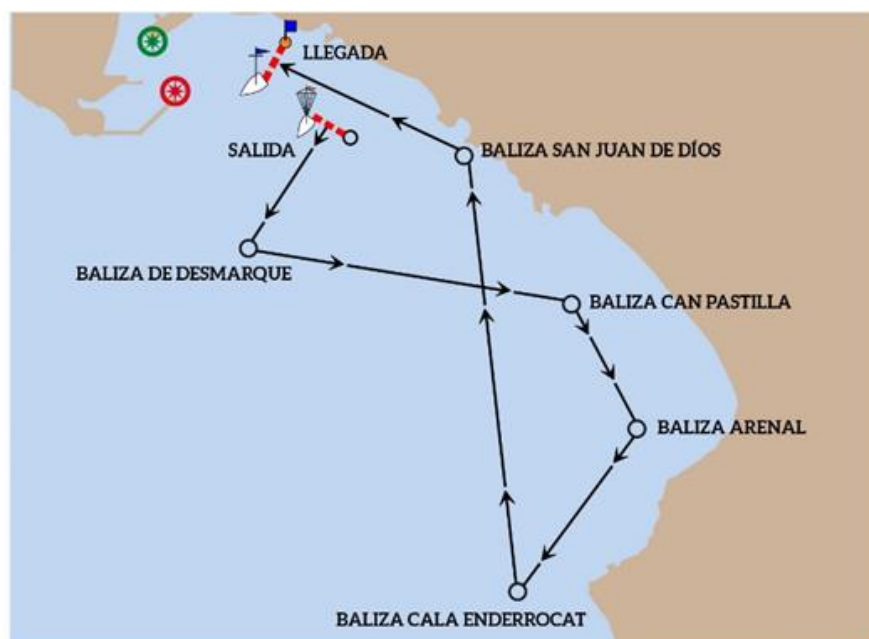 LLEGADA
SALIDA
BALIZA SAN JUAN DE DÍOS
BALIZA DE DESMARQUE
BALIZA CAN PASTILLA
BALIZA ARENAL
BALIZA CALA ENDERROCAT